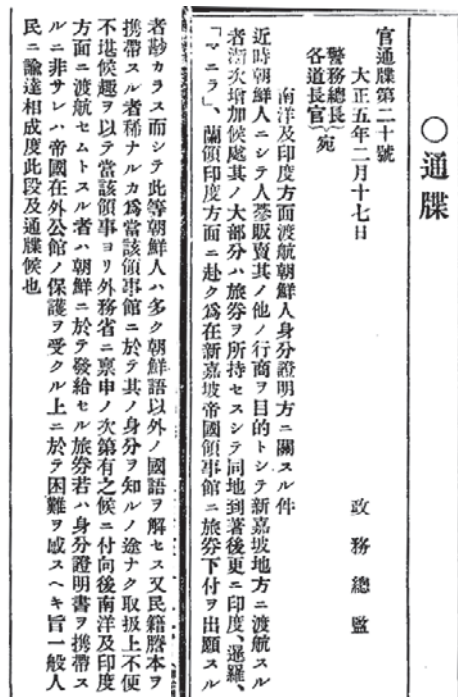 ○通牒
官通牒第二十號
大正五年二月十七日
政務總監
警務總長
各道長官
宛
南洋及印度方面渡航朝鮮人身分證明方ニ關スル件
近時朝鮮人ニシテ人蔘販賣其ノ他ノ行商ヲ目的トシテ新嘉坡地方ニ渡航スル
者漸次增加候處其ノ大部分ハ旅券ヲ所持セスシテ同地到著後更ニ印度、暹羅、
「マニラ」、蘭領印度方面ニ赴ク爲在新嘉坡帝國領事館ニ旅券下付ヲ出願スル
者尠カラス而シテ此等朝鮮人ハ多ク朝鮮語以外ノ國語ヲ解セス又民籍謄本ヲ
携帶スル者稀ナルカ爲當該領事館ニ於テ其ノ身分ヲ知ルノ途ナク取扱上不便
不堪候趣ヲ以テ當該領事ヨリ外務省ニ稟申ノ次第有之候ニ付向後南洋及印度
方面ニ渡航セムトスル者ハ朝鮮ニ於テ發給セル旅券若ハ身分證明書ヲ携帶ス
ルニ非サレハ帝國在外公館ノ保護ヲ受クル上ニ於テ困難ヲ感スヘキ旨一般人
民ニ諭達相成度此段及通牒候也